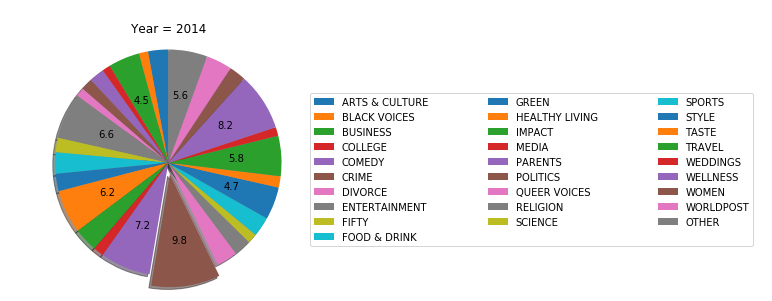 Year = 2014
5.6
4.5
8.2
6.6
5.8
4.7
6.2
7.2
9.8
ARTS & CULTURE
BLACK VOICES
BUSINESS
COLLEGE
COMEDY
CRIME
DIVORCE
ENTERTAINMENT
FIFTY
FOOD & DRINK
GREEN
HEALTHY LIVING
IMPACT
MEDIA
PARENTS
POLITICS
QUEER VOICES
RELIGION
SCIENCE
SPORTS
STYLE
TASTE
TRAVEL
WEDDINGS
WELLNESS
WOMEN
WORLDPOST
OTHER